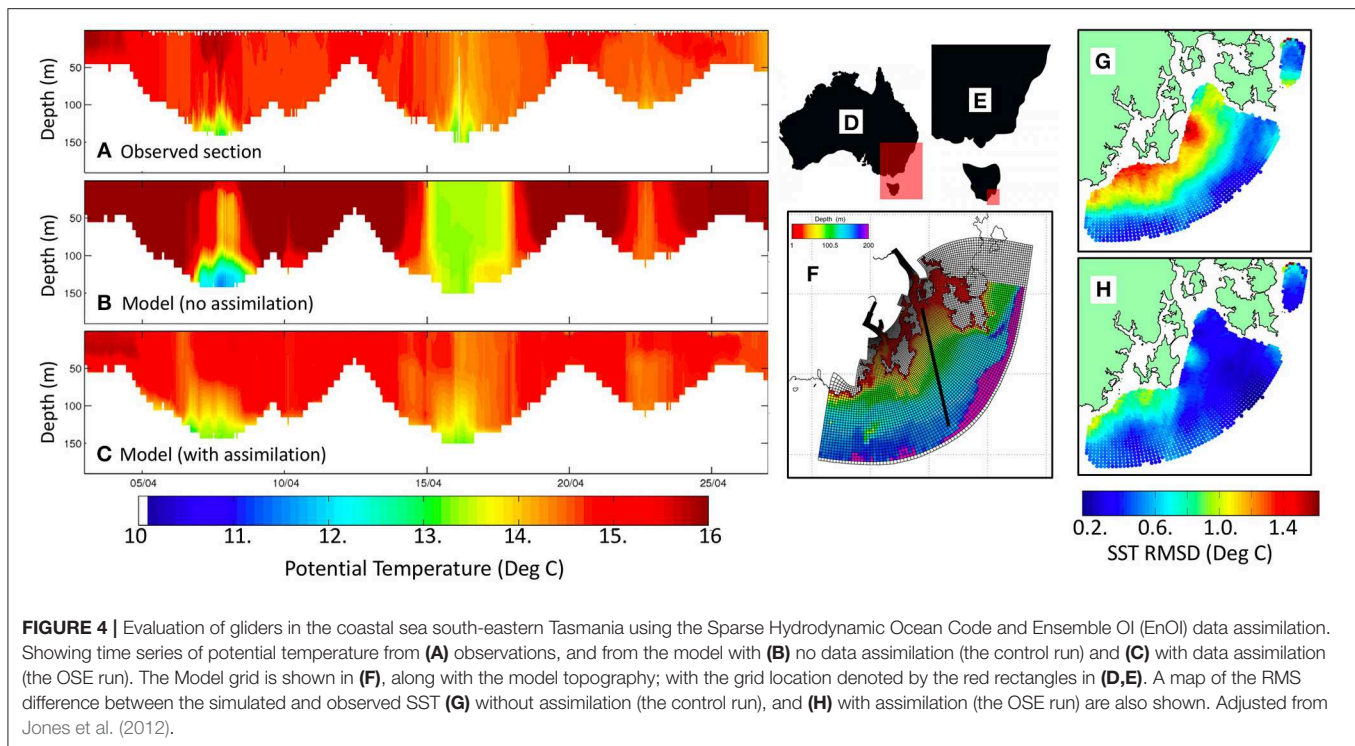 Depth (m)
50
100
150
A Observed section
Depth (m)
50
100
150
B Model (no assimilation)
Depth (m)
50
100
150
C Model (with assimilation)
05/04 10/04 15/04 20/04 25/04
10 11. 12. 13. 14. 15. 16
Potential Temperature (Deg C)
D
E
Depth (m)
1 100.5 200
F
G
H
0.2. 0.6. 1.0. 1.4
SST RMSD (Deg C)
FIGURE 4 | Evaluation of gliders in the coastal sea south-eastern Tasmania using the Sparse Hydrodynamic Ocean Code and Ensemble OI (EnOI) data assimilation.
Showing time series of potential temperature from (A) observations, and from the model with (B) no data assimilation (the control run) and (C) with data assimilation
(the OSE run). The Model grid is shown in (F), along with the model topography; with the grid location denoted by the red rectangles in (D,E). A map of the RMS
difference between the simulated and observed SST (G) without assimilation (the control run), and (H) with assimilation (the OSE run) are also shown. Adjusted from
Jones et al. (2012).